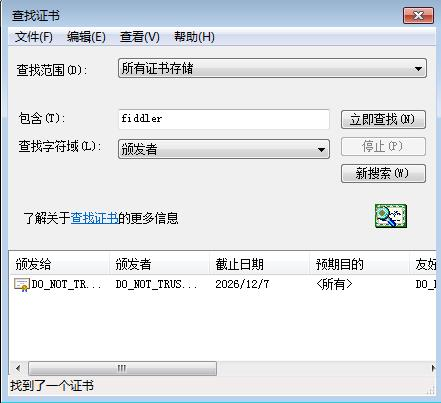 查找证书
文件(F) 编辑(E) 查看(V) 帮助(H)
查找范围(D): 所有证书存储
包含(T): fiddler 立即查找(N)
查找字符域(L): 颁发者 停止(P)
新搜索(W)
了解关于查找证书的更多信息
颁发给 颁发者 截止日期 预期目的 友好
DO_NOT_TR... DO_NOT_TRUS... 2026/12/7 <所有> DO_
找到了一个证书